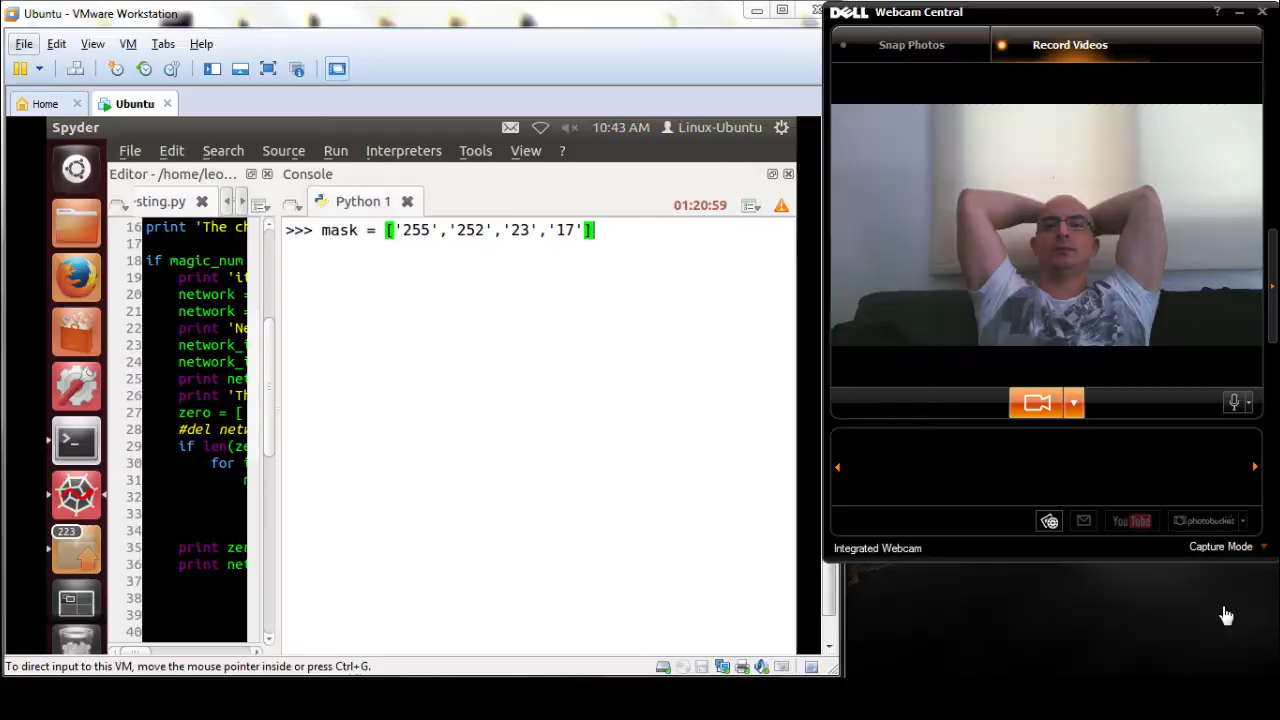 Ubuntu - VMware Workstation
File Edit View VM Tabs Help
Home Ubuntu
Spyder 10:43 AM Linux-Ubuntu
File Edit Search Source Run Interpreters Tools View ?
Editor - /home/leo... Console
-sting.py Python 1 01:20:59
16 print 'The ch
17
18 if magic_num
19 print 'it
20 network =
21 network =
22 print 'Ne
23 network_i
24 network_i
25 print net
26 print 'Th
27 zero = [
28 #del netw
29 if len(ze
30 for i
31 n
32
33
34
35 print zer
36 print net
37
38
39
40
>>> mask = ['255','252','23','17']
223
To direct input to this VM, move the mouse pointer inside or press Ctrl+G.
DELL Webcam Central ?
Snap Photos Record Videos
YouTube photobucket
Integrated Webcam Capture Mode